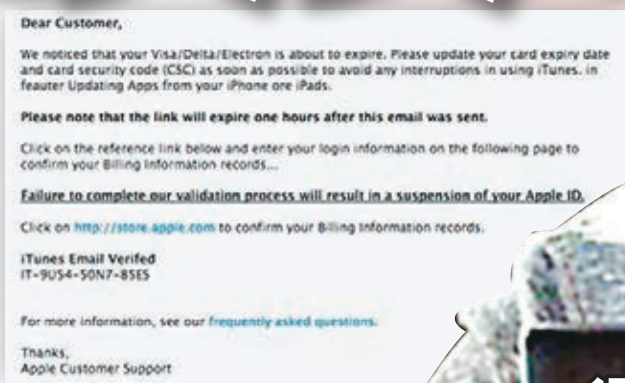 Dear Customer,
We noticed that your Visa/Delta/Electron is about to expire. Please update your card expiry date
and card security code (CSC) as soon as possible to avoid any interruptions in using iTunes. in
feauter Updating Apps from your iPhone ore iPads.
Please note that the link will expire one hours after this email was sent.
Click on the reference link below and enter your login information on the following page to
confirm your Billing Information records...
Failure to complete our validation process will result in a suspension of your Apple ID.
Click on http://store.apple.com to confirm your Billing Information records.
iTunes Email Verifed
IT-9US4-50N7-85ES
For more information, see our frequently asked questions.
Thanks,
Apple Customer Support